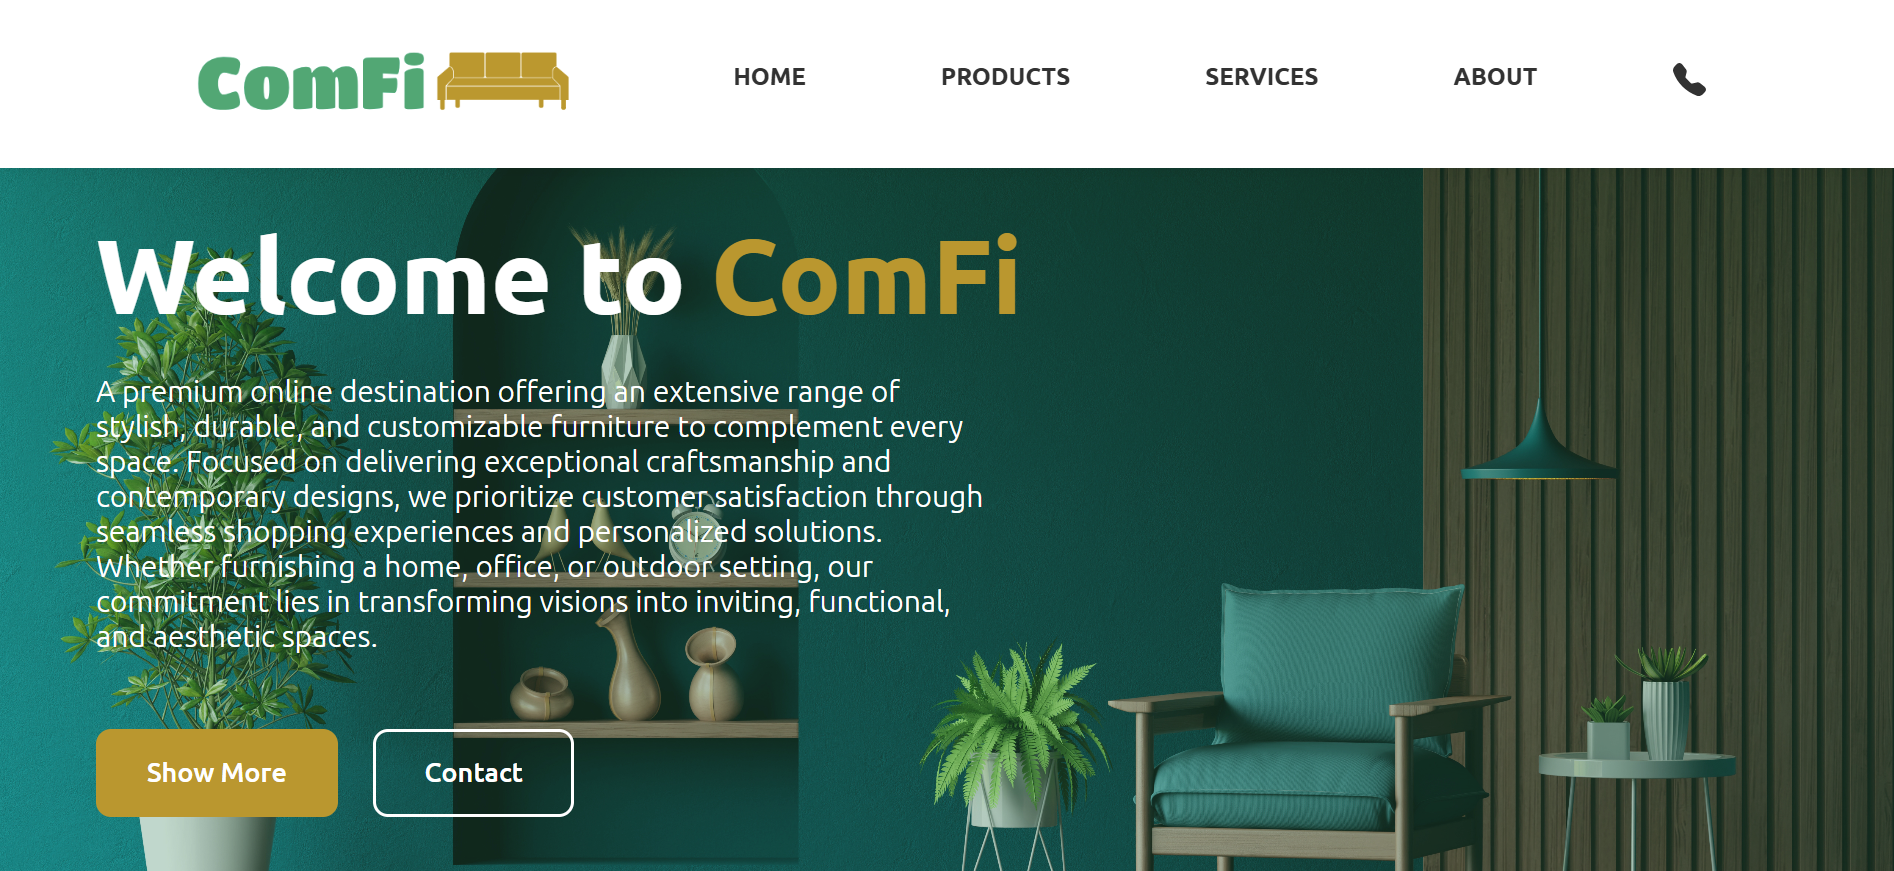 ComFi
HOME
PRODUCTS
SERVICES
ABOUT
Welcome to ComFi
A premium online destination offering an extensive range of
stylish, durable, and customizable furniture to complement every
space. Focused on delivering exceptional craftsmanship and
contemporary designs, we prioritize customer satisfaction through
seamless shopping experiences and personalized solutions.
Whether furnishing a home, office, or outdoor setting, our
commitment lies in transforming visions into inviting, functional,
and aesthetic spaces.
Show More
Contact